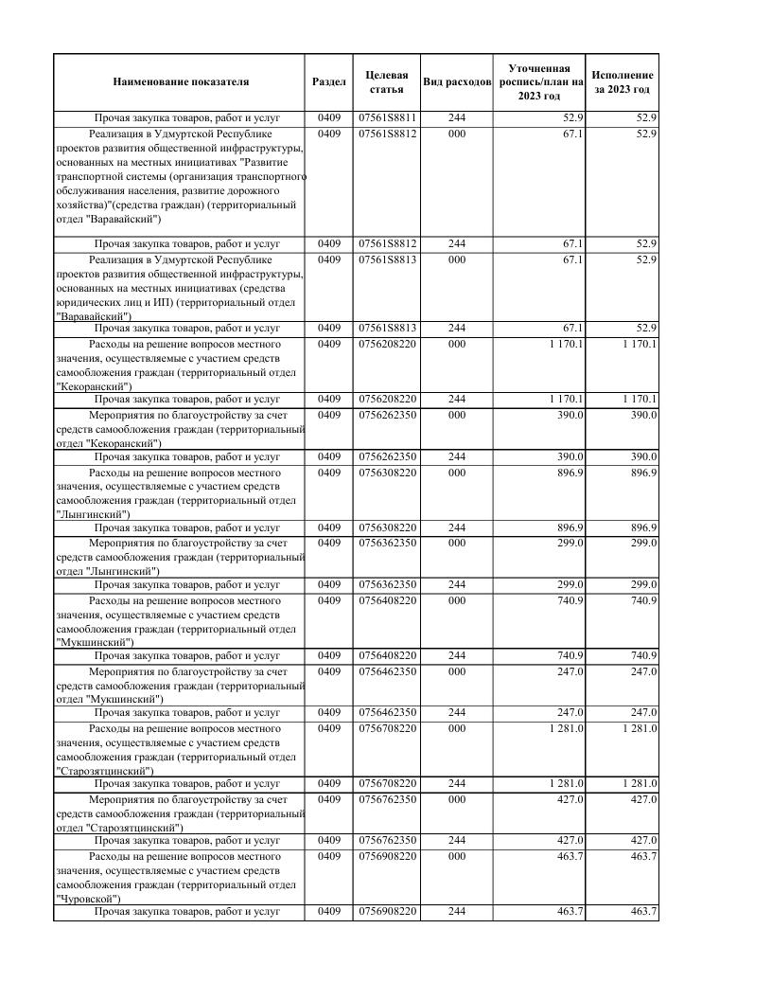 Наименование показателя Раздел Целевая статья Вид расходов Уточненная роспись/план на 2023 год Исполнение за 2023 год
Прочая закупка товаров, работ и услуг 0409 07561S8811 244 52.9 52.9
Реализация в Удмуртской Республике 0409 07561S8812 000 67.1 52.9
проектов развития общественной инфраструктуры,
основанных на местных инициативах "Развитие
транспортной системы (организация транспортного
обслуживания населения, развитие дорожного
хозяйства)"(средства граждан) (территориальный
отдел "Варавайский")
Прочая закупка товаров, работ и услуг 0409 07561S8812 244 67.1 52.9
Реализация в Удмуртской Республике 0409 07561S8813 000 67.1 52.9
проектов развития общественной инфраструктуры,
основанных на местных инициативах (средства
юридических лиц и ИП) (территориальный отдел
"Варавайский")
Прочая закупка товаров, работ и услуг 0409 07561S8813 244 67.1 52.9
Расходы на решение вопросов местного 0409 0756208220 000 1 170.1 1 170.1
значения, осуществляемые с участием средств
самообложения граждан (территориальный отдел
"Кекоранский")
Прочая закупка товаров, работ и услуг 0409 0756208220 244 1 170.1 1 170.1
Мероприятия по благоустройству за счет 0409 0756262350 000 390.0 390.0
средств самообложения граждан (территориальный
отдел "Кекоранский")
Прочая закупка товаров, работ и услуг 0409 0756262350 244 390.0 390.0
Расходы на решение вопросов местного 0409 0756308220 000 896.9 896.9
значения, осуществляемые с участием средств
самообложения граждан (территориальный отдел
"Лынгинский")
Прочая закупка товаров, работ и услуг 0409 0756308220 244 896.9 896.9
Мероприятия по благоустройству за счет 0409 0756362350 000 299.0 299.0
средств самообложения граждан (территориальный
отдел "Лынгинский")
Прочая закупка товаров, работ и услуг 0409 0756362350 244 299.0 299.0
Расходы на решение вопросов местного 0409 0756408220 000 740.9 740.9
значения, осуществляемые с участием средств
самообложения граждан (территориальный отдел
"Мукшинский")
Прочая закупка товаров, работ и услуг 0409 0756408220 244 740.9 740.9
Мероприятия по благоустройству за счет 0409 0756462350 000 247.0 247.0
средств самообложения граждан (территориальный
отдел "Мукшинский")
Прочая закупка товаров, работ и услуг 0409 0756462350 244 247.0 247.0
Расходы на решение вопросов местного 0409 0756708220 000 1 281.0 1 281.0
значения, осуществляемые с участием средств
самообложения граждан (территориальный отдел
"Старозятцинский")
Прочая закупка товаров, работ и услуг 0409 0756708220 244 1 281.0 1 281.0
Мероприятия по благоустройству за счет 0409 0756762350 000 427.0 427.0
средств самообложения граждан (территориальный
отдел "Старозятцинский")
Прочая закупка товаров, работ и услуг 0409 0756762350 244 427.0 427.0
Расходы на решение вопросов местного 0409 0756908220 000 463.7 463.7
значения, осуществляемые с участием средств
самообложения граждан (территориальный отдел
"Чуровской")
Прочая закупка товаров, работ и услуг 0409 0756908220 244 463.7 463.7